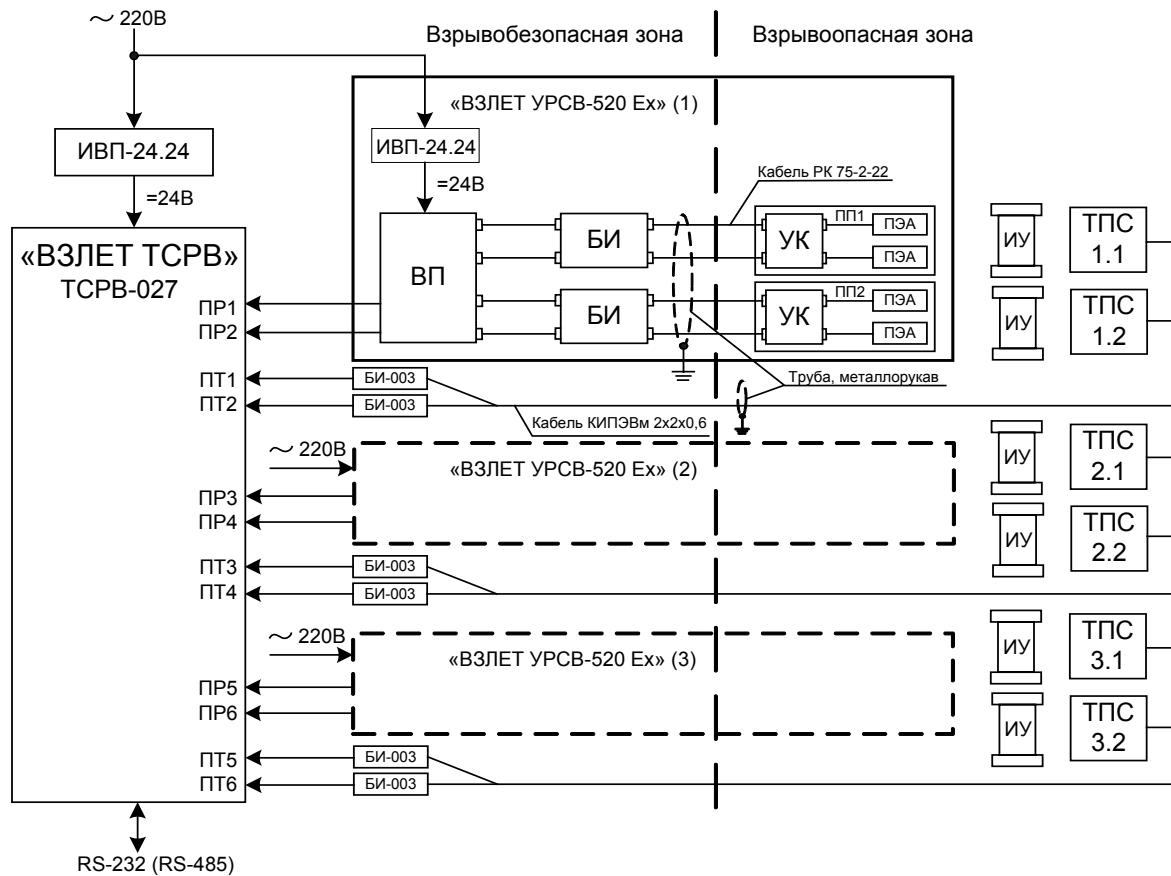 ~ 220В
Взрывобезопасная зона
Взрывоопасная зона
«ВЗЛЕТ УРСВ-520 Ex» (1)
ИВП-24.24
ИВП-24.24
=24В
=24В
Кабель РК 75-2-22
«ВЗЛЕТ ТСРВ»
ТСРВ-027
ВП
БИ
УК
ПП1
ПЭА
ПЭА
БИ
УК
ПП2
ПЭА
ПЭА
ИУ
ТПС
1.1
ИУ
ТПС
1.2
ПР1
ПР2
ПТ1
БИ-003
Труба, металлорукав
ПТ2
БИ-003
Кабель КИПЭВм 2х2х0,6
~ 220В
«ВЗЛЕТ УРСВ-520 Ex» (2)
ИУ
ТПС
2.1
ПР3
ПР4
ИУ
ТПС
2.2
ПТ3
БИ-003
ПТ4
БИ-003
~ 220В
«ВЗЛЕТ УРСВ-520 Ex» (3)
ИУ
ТПС
3.1
ПР5
ПР6
ИУ
ТПС
3.2
ПТ5
БИ-003
ПТ6
БИ-003
RS-232 (RS-485)